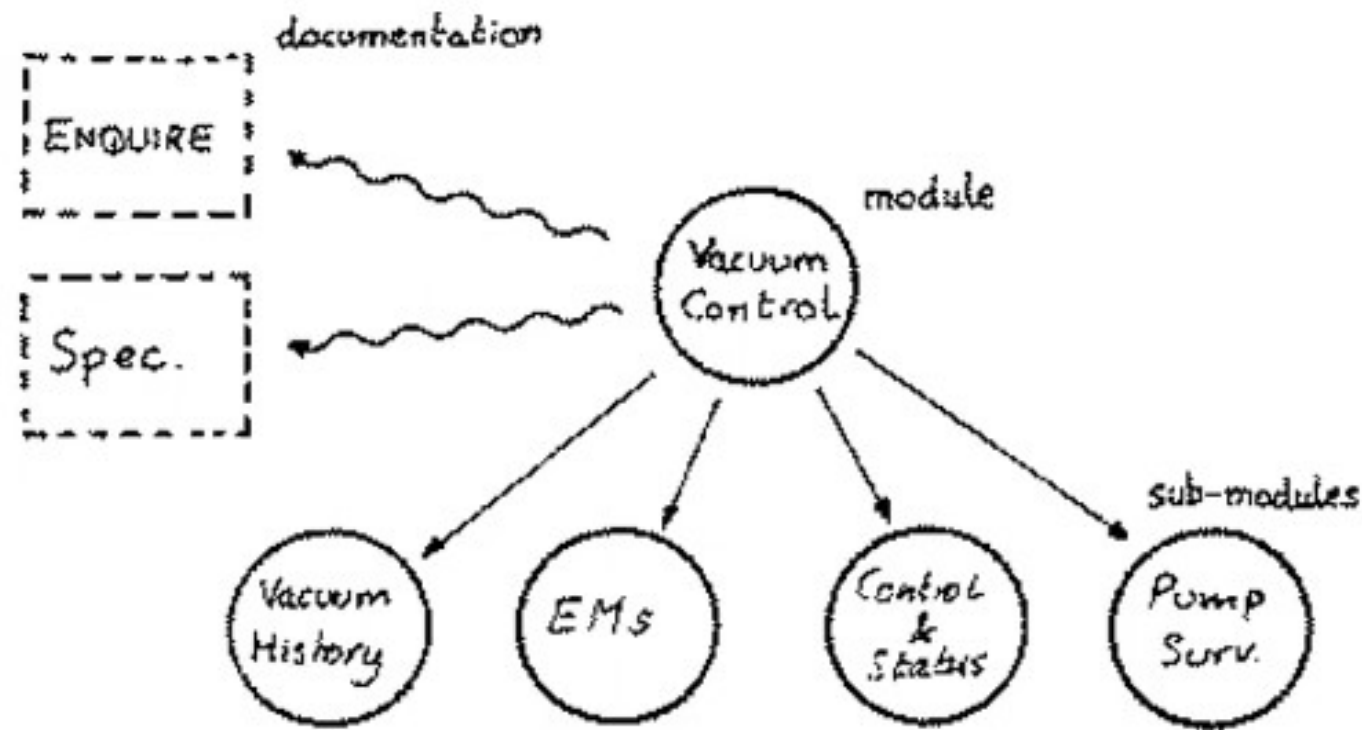 documentation
ENQUIRE
module
Vacuum
Control
Spec.
sub-modules
Vacuum
History
EMs
Control
&
Status
Pump
Surv.